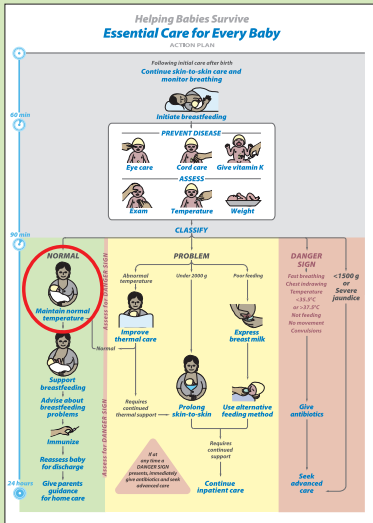 Helping Babies Survive
Essential Care for Every Baby
ACTION PLAN
Following initial care after birth
Continue skin-to-skin care and
monitor breathing
Initiate breastfeeding
60 min
PREVENT DISEASE
Eye care
Cord care
Give vitamin K
ASSESS
Exam
Temperature
Weight
CLASSIFY
90 min
NORMAL
Maintain normal
temperature
Support
breastfeeding
Advise about
breastfeeding
problems
Immunize
Reassess baby
for discharge
Give parents
guidance
for home care
24 hours
Assess for DANGER SIGN
Assess for DANGER SIGN
PROBLEM
Abnormal
temperature
Under 2000 g
Poor feeding
Improve
thermal care
Express
breast milk
Normal
Requires
continued
thermal support
Prolong
skin-to-skin
Use alternative
feeding method
Requires
continued
support
Continue
inpatient care
If at
any time a
DANGER SIGN
presents, immediately
give antibiotics and seek
advanced care
DANGER
SIGN
Fast breathing
Chest indrawing
Temperature
<35.5°C
or >37.5°C
Not feeding
No movement
Convulsions
<1500 g
or
Severe
jaundice
Give
antibiotics
Seek
advanced
care